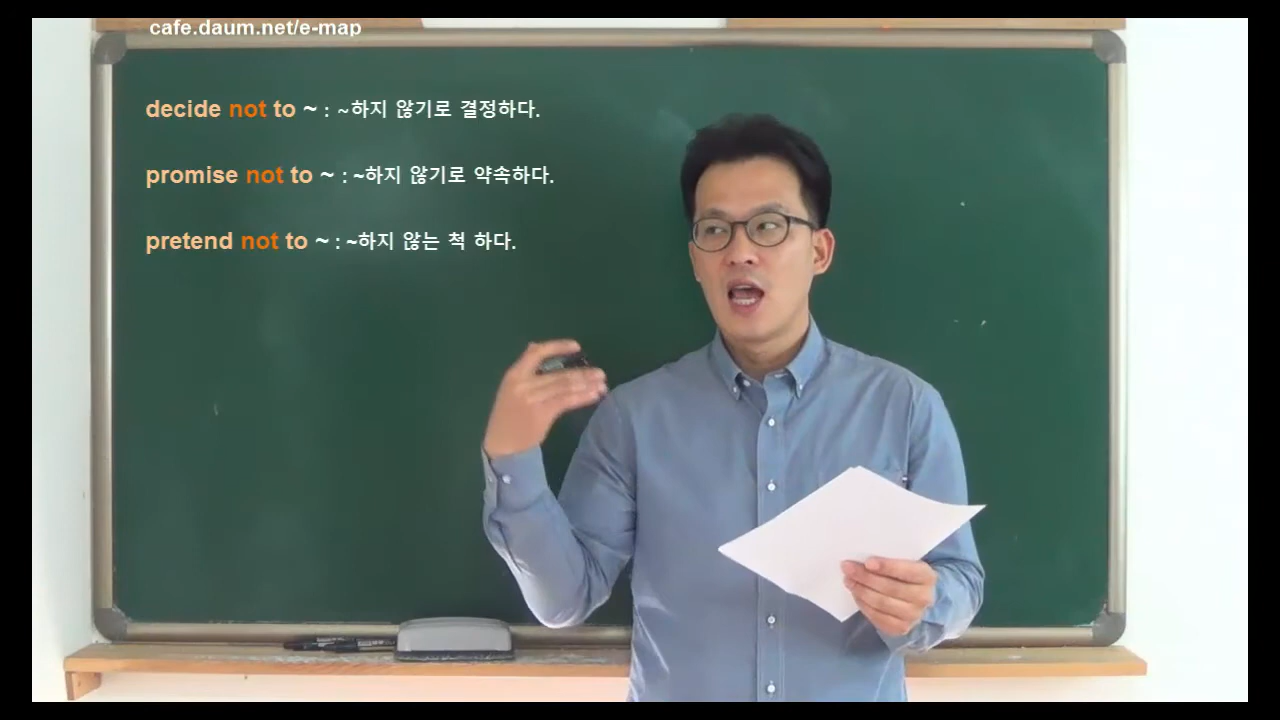 cafe.daum.net/e-map
decide not to ~ : ~하지 않기로 결정하다.
promise not to ~ : ~하지 않기로 약속하다.
pretend not to ~ : ~하지 않는 척 하다.